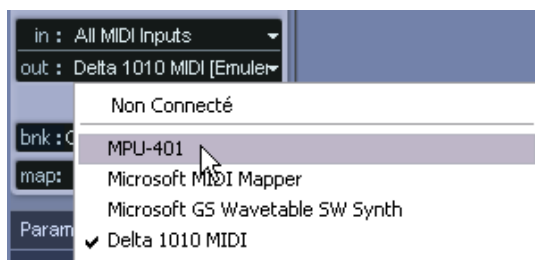 in : All MIDI Inputs
out : Delta 1010 MIDI [Emuler
Non Connecté
bnk :
MPU-401
map:
Microsoft MIDI Mapper
Microsoft GS Wavetable SW Synth
Param
Delta 1010 MIDI